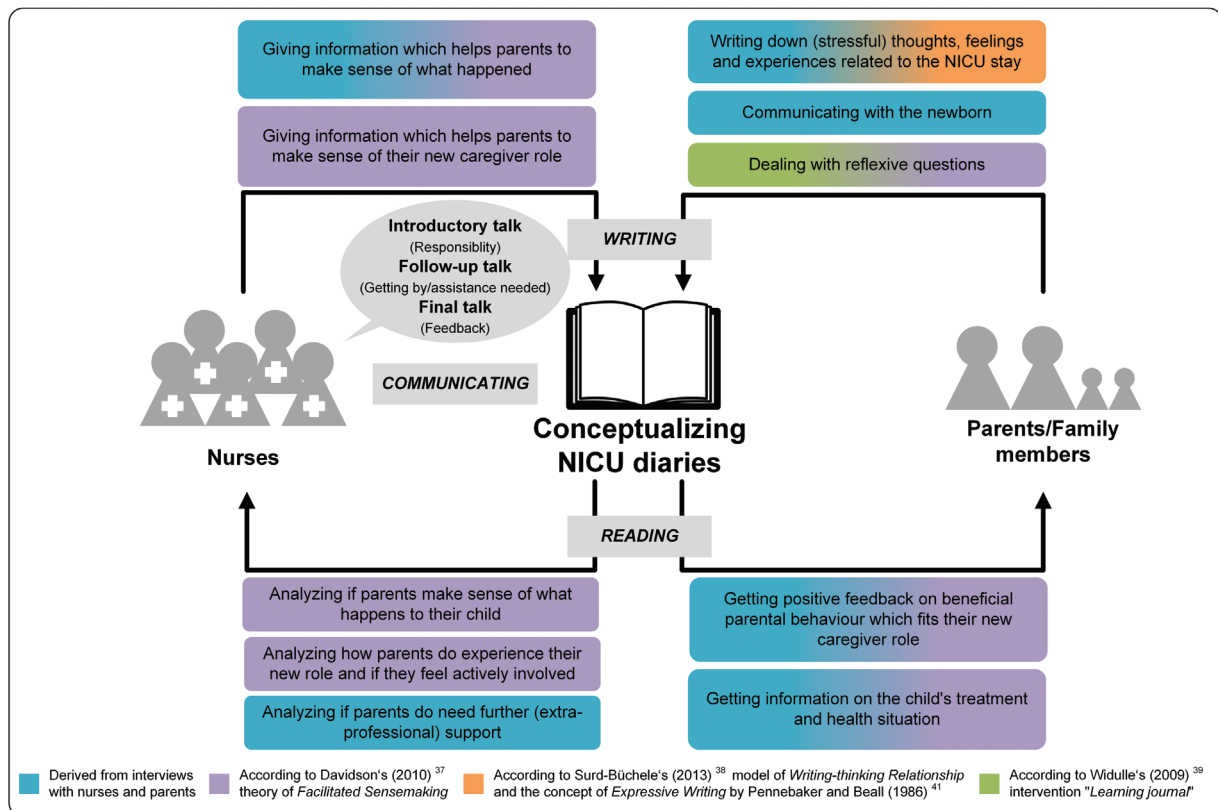 Giving information which helps parents to
make sense of what happened
Giving information which helps parents to
make sense of their new caregiver role
Writing down (stressful) thoughts, feelings
and experiences related to the NICU stay
Communicating with the newborn
Dealing with reflexive questions
Introductory talk
(Responsiblity)
Follow-up talk
(Getting by/assistance needed)
Final talk
(Feedback)
WRITING
COMMUNICATING
Nurses
Conceptualizing
NICU diaries
Parents/Family
members
READING
Analyzing if parents make sense of what
happens to their child
Analyzing how parents do experience their
new role and if they feel actively involved
Analyzing if parents do need further (extra-
professional) support
Getting positive feedback on beneficial
parental behaviour which fits their new
caregiver role
Getting information on the child's treatment
and health situation
Derived from interviews
with nurses and parents
According to Davidson‘s (2010) 37
theory of Facilitated Sensemaking
According to Surd-Büchele‘s (2013) 38 model of Writing-thinking Relationship
and the concept of Expressive Writing by Pennebaker and Beall (1986) 41
According to Widulle‘s (2009) 39
intervention "Learning journal"